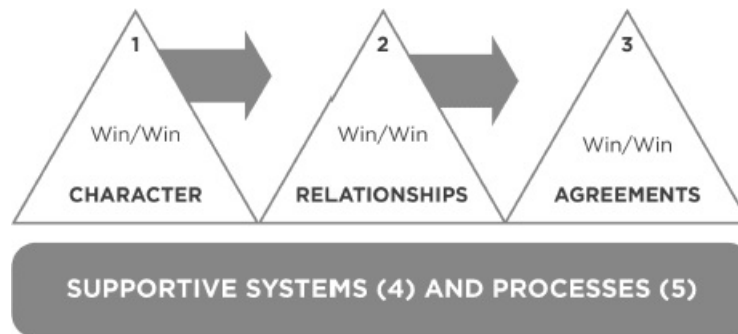 1
2
3
Win/Win
Win/Win
Win/Win
CHARACTER
RELATIONSHIPS
AGREEMENTS
SUPPORTIVE SYSTEMS (4) AND PROCESSES (5)